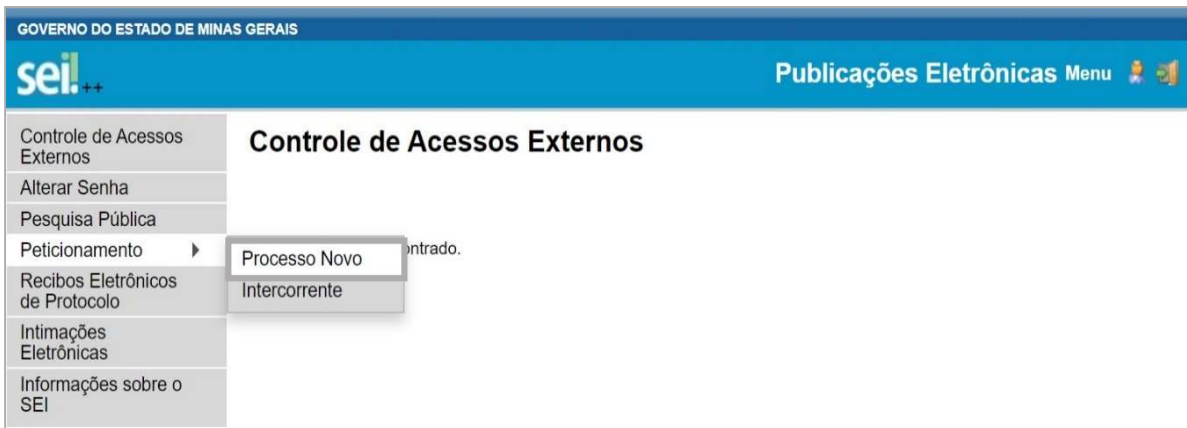 GOVERNO DO ESTADO DE MINAS GERAIS
sei! ++
Publicações Eletrônicas Menu
Controle de Acessos
Externos
Alterar Senha
Pesquisa Pública
Peticionamento
Recibos Eletrônicos
de Protocolo
Intimações
Eletrônicas
Informações sobre o
SEI
Controle de Acessos Externos
Processo Novo
Intercorrente